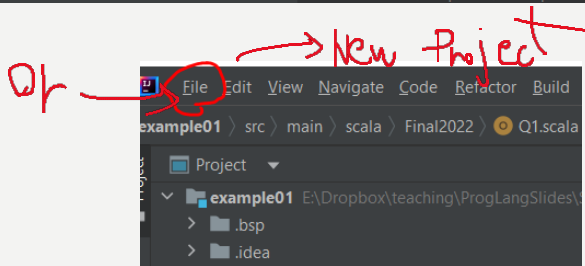 New Project
Or
File Edit View Navigate Code Refactor Build
example01 > src > main > scala > Final2022 > Q1.scala
Project
Project
example01 E:\Dropbox\teaching\ProgLangSlides\
.bsp
.idea